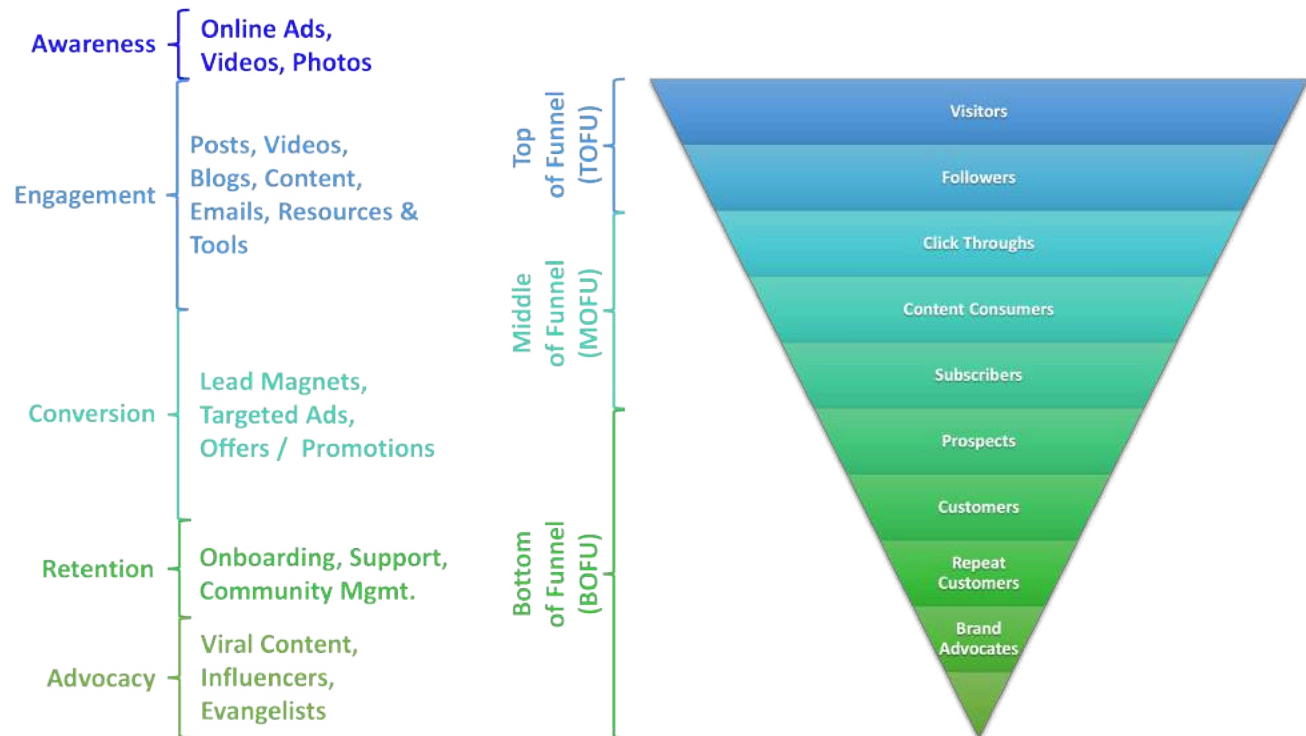 Awareness
Online Ads,
Videos, Photos
Engagement
Posts, Videos,
Blogs, Content,
Emails, Resources &
Tools
Conversion
Lead Magnets,
Targeted Ads,
Offers / Promotions
Retention
Onboarding, Support,
Community Mgmt.
Advocacy
Viral Content,
Influencers,
Evangelists
Top
of Funnel
(TOFU)
Middle
of Funnel
(MOFU)
Bottom
of Funnel
(BOFU)
Visitors
Followers
Click Throughs
Content Consumers
Subscribers
Prospects
Customers
Repeat
Customers
Brand
Advocates